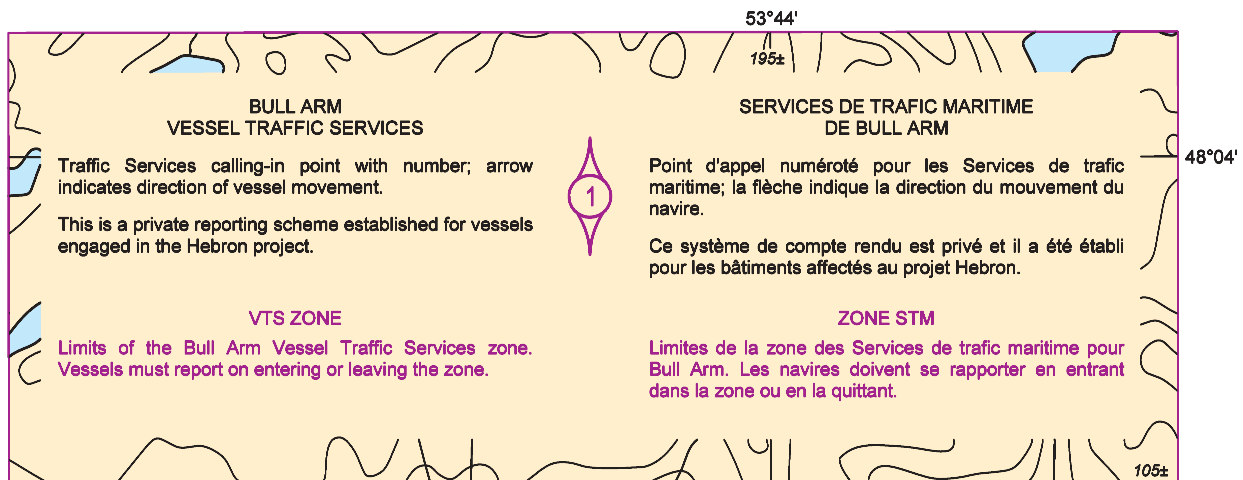 53°44'
195±
BULL ARM
VESSEL TRAFFIC SERVICES
Traffic Services calling-in point with number; arrow
indicates direction of vessel movement.
This is a private reporting scheme established for vessels
engaged in the Hebron project.
VTS ZONE
Limits of the Bull Arm Vessel Traffic Services zone.
Vessels must report on entering or leaving the zone.
1
SERVICES DE TRAFIC MARITIME
DE BULL ARM
Point d'appel numéroté pour les Services de trafic
maritime; la flèche indique la direction du mouvement du
navire.
Ce système de compte rendu est privé et il a été établi
pour les bâtiments affectés au projet Hebron.
ZONE STM
Limites de la zone des Services de trafic maritime pour
Bull Arm. Les navires doivent se rapporter en entrant
dans la zone ou en la quittant.
48°04'
105±